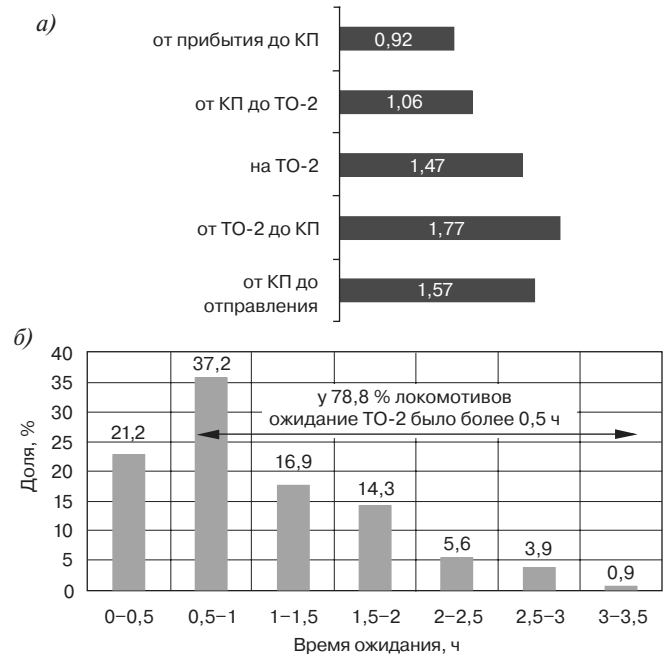 а)
от прибытия до КП
0,92
от КП до ТО-2
1,06
на ТО-2
1,47
от ТО-2 до КП
1,77
от КП до
отправления
1,57
б)
Доля, %
40
35
30
25
20
15
10
5
0
21,2
37,2
16,9
14,3
5,6
3,9
0,9
у 78,8 % локомотивов
ожидание ТО-2 было более 0,5 ч
0–0,5
0,5–1
1–1,5
1,5–2
2–2,5
2,5–3
3–3,5
Время ожидания, ч